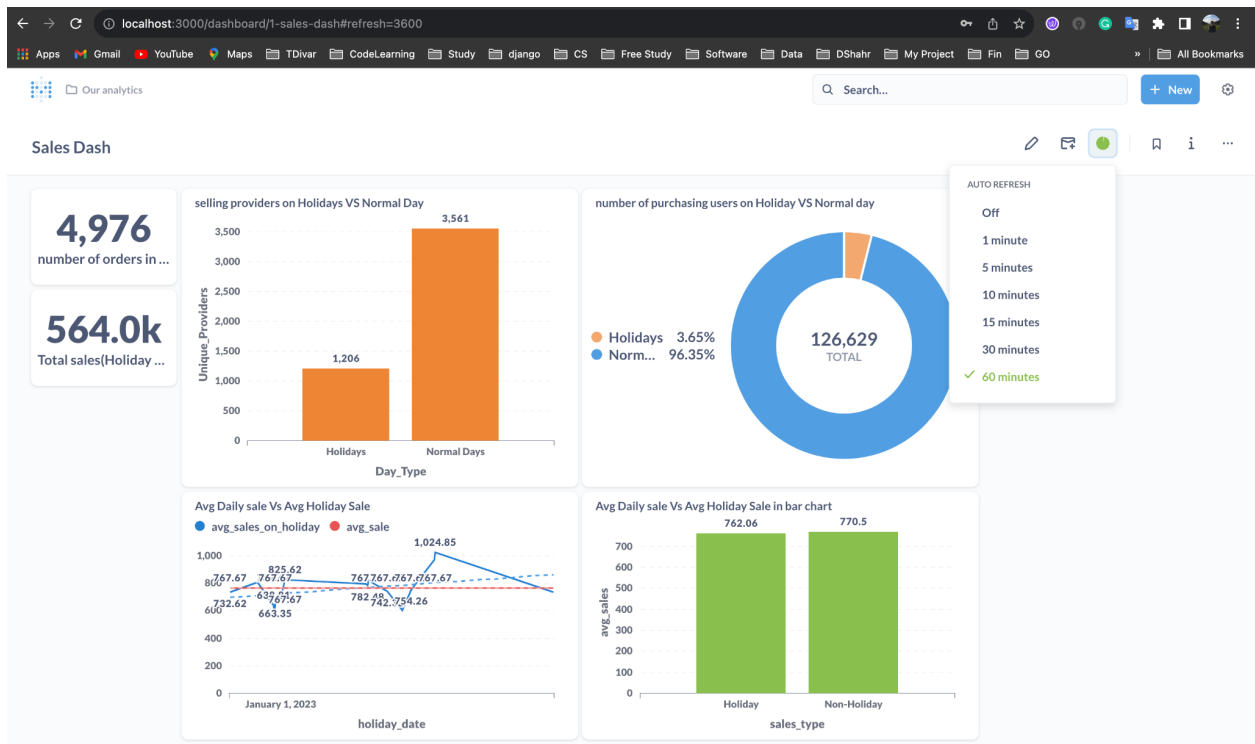 localhost:3000/dashboard/1-sales-dash#refresh=3600
Apps Gmail YouTube Maps TDivar CodeLearning Study django CS Free Study Software Data DShahr My Project Fin GO » All Bookmarks
Our analytics
Search...
+ New
Sales Dash
AUTO REFRESH
Off
1 minute
5 minutes
10 minutes
15 minutes
30 minutes
60 minutes
4,976
number of orders in ...
564.0k
Total sales(Holiday ...
selling providers on Holidays VS Normal Day
3,561
3,500
3,000
2,500
2,000
1,500
1,000
500
0
1,206
Unique_Providers
Holidays Normal Days
Day_Type
number of purchasing users on Holiday VS Normal day
Holidays 3.65%
Norm... 96.35%
126,629
TOTAL
Avg Daily sale Vs Avg Holiday Sale
avg_sales_on_holiday avg_sale
1,024.85
1,000
825.62
767.67 767.67 767.67
732.62
767.67
663.35
754.26
600
400
200
0
January 1, 2023
holiday_date
Avg Daily sale Vs Avg Holiday Sale in bar chart
762.06 770.5
700
600
500
400
300
200
100
0
avg_sales
Holiday Non-Holiday
sales_type